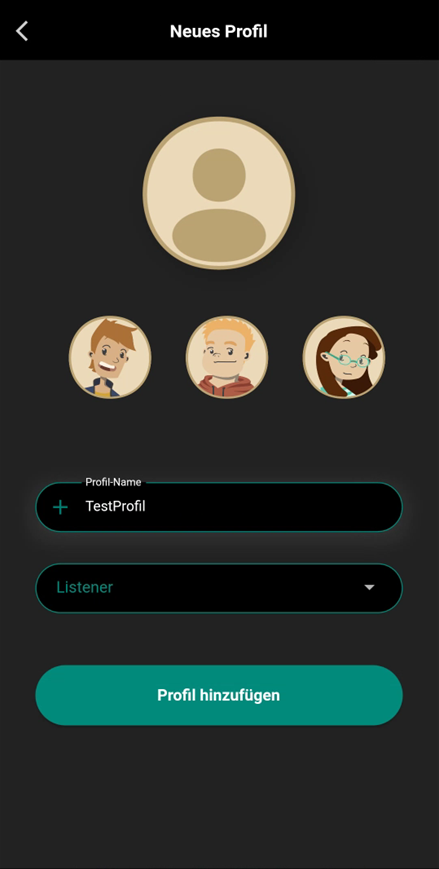 Neues Profil
Profil-Name
TestProfil
Listener
Profil hinzufügen